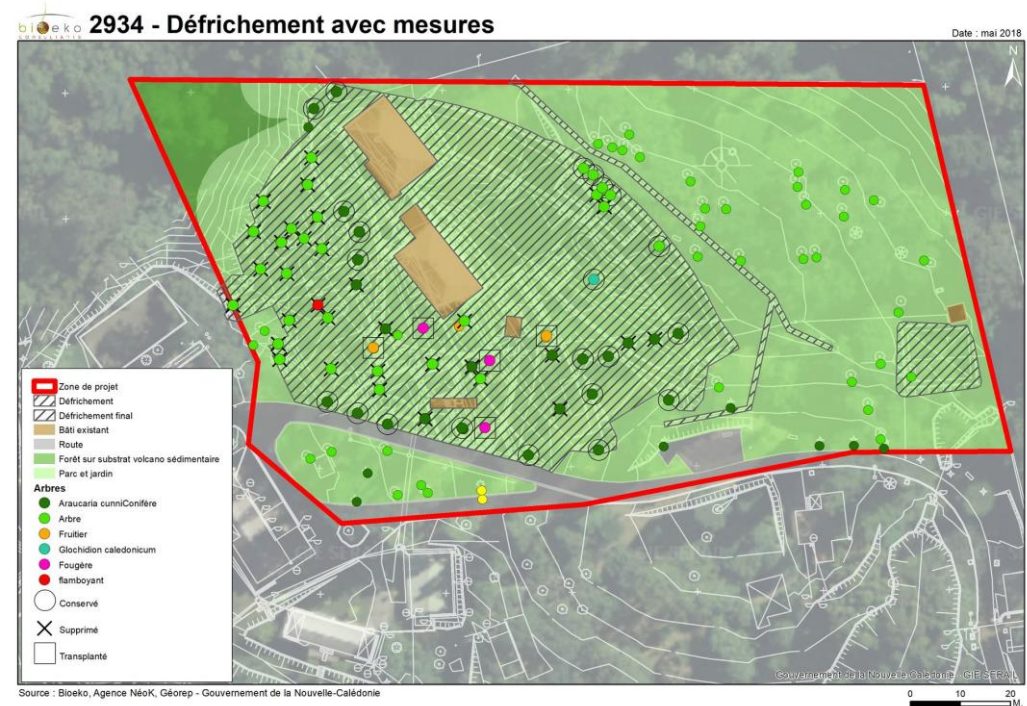 bioeko
CONSULTANTS
2934 - Défrichement avec mesures
Date : mai 2018
N
Zone de projet
Défrichement
Défrichement final
Bâti existant
Route
Forêt sur substrat volcano sédimentaire
Parc et jardin
Arbres
Araucaria cunniConifère
Arbre
Fruitier
Glochidion caledonicum
Fougère
flamboyant
Conservé
Supprimé
Transplanté
Gouvernement de la Nouvelle-Calédonie - GIE SERAIL
Source : Bioeko, Agence NéoK, Géorep - Gouvernement de la Nouvelle-Calédonie
0 10 20
M.